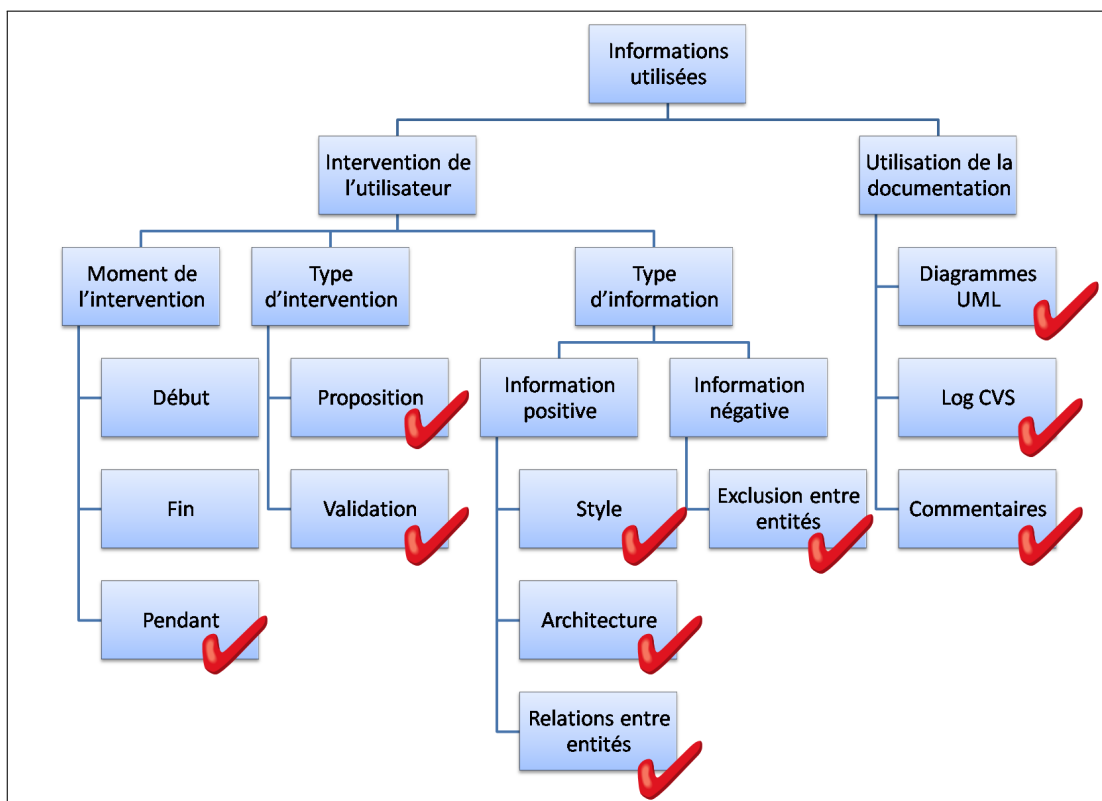 Informations
utilisées
Intervention de
l'utilisateur
Utilisation de la
documentation
Moment de
l'intervention
Type
d'intervention
Type
d'information
Diagrammes
UML
Début
Proposition
Information
positive
Information
négative
Log CVS
Fin
Validation
Style
Exclusion entre
entités
Commentaires
Pendant
Architecture
Relations entre
entités